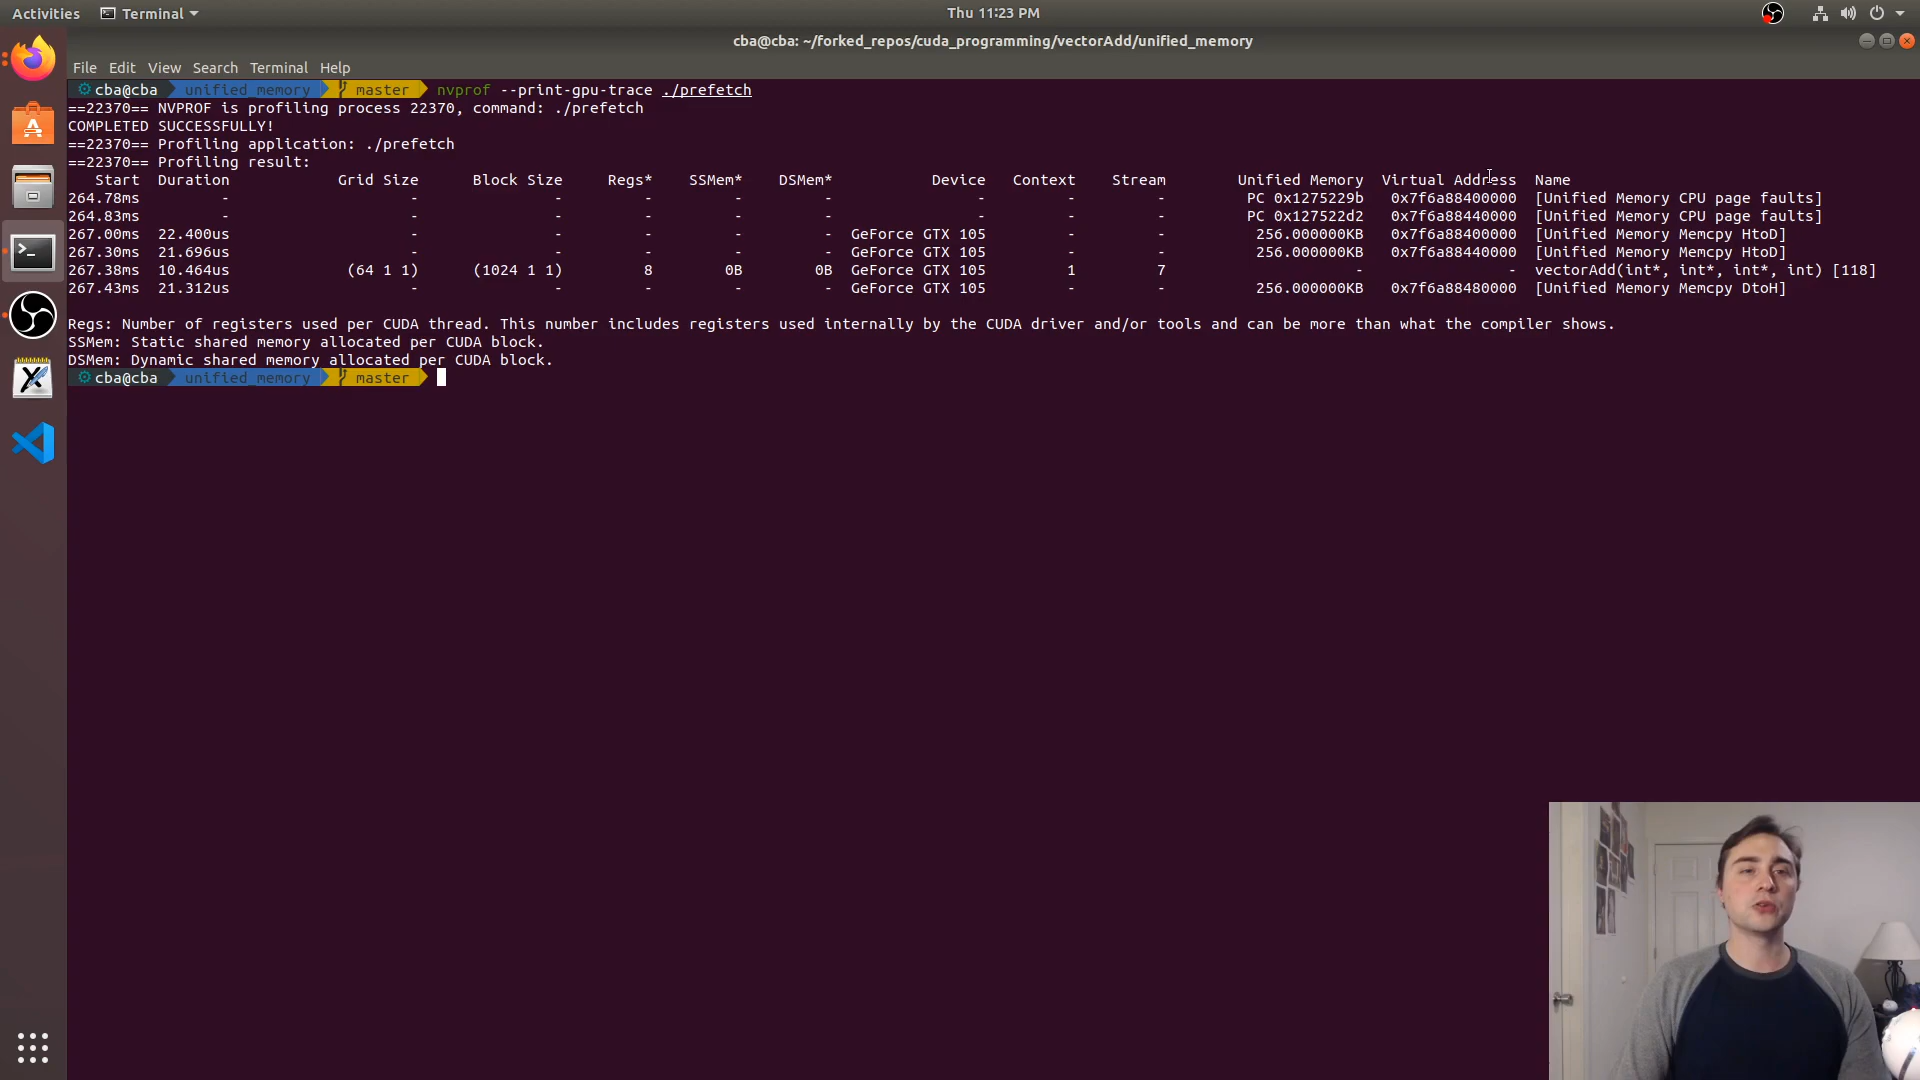 Activities Terminal Thu 11:23 PM
cba@cba: ~/forked_repos/cuda_programming/vectorAdd/unified_memory
File Edit View Search Terminal Help
cba@cba unified_memory master nvprof --print-gpu-trace ./prefetch
==22370== NVPROF is profiling process 22370, command: ./prefetch
COMPLETED SUCCESSFULLY!
==22370== Profiling application: ./prefetch
==22370== Profiling result:
Start Duration Grid Size Block Size Regs* SSMem* DSMem* Device Context Stream Unified Memory Virtual Address Name
264.78ms - - - - - - - - - PC 0x1275229b 0x7f6a88400000 [Unified Memory CPU page faults]
264.83ms - - - - - - - - - PC 0x127522d2 0x7f6a88440000 [Unified Memory CPU page faults]
267.00ms 22.400us - - - - - GeForce GTX 105 - - 256.000000KB 0x7f6a88400000 [Unified Memory Memcpy HtoD]
267.30ms 21.696us - - - - - GeForce GTX 105 - - 256.000000KB 0x7f6a88440000 [Unified Memory Memcpy HtoD]
267.38ms 10.464us (64 1 1) (1024 1 1) 8 0B 0B GeForce GTX 105 1 7 - - vectorAdd(int*, int*, int*, int) [118]
267.43ms 21.312us - - - - - GeForce GTX 105 - - 256.000000KB 0x7f6a88480000 [Unified Memory Memcpy DtoH]
Regs: Number of registers used per CUDA thread. This number includes registers used internally by the CUDA driver and/or tools and can be more than what the compiler shows.
SSMem: Static shared memory allocated per CUDA block.
DSMem: Dynamic shared memory allocated per CUDA block.
cba@cba unified_memory master